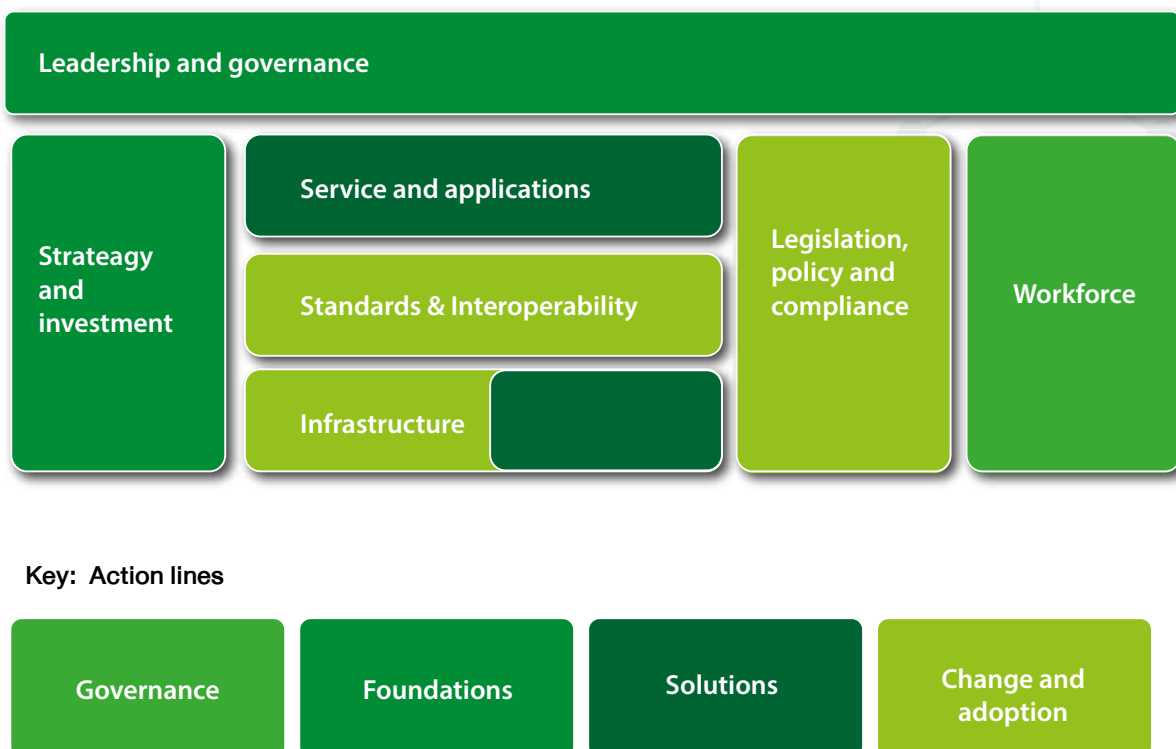 Leadership and governance
Strateagy
and
investment
Service and applications
Standards & Interoperability
Infrastructure
Legislation,
policy and
compliance
Workforce
Key: Action lines
Governance
Foundations
Solutions
Change and
adoption